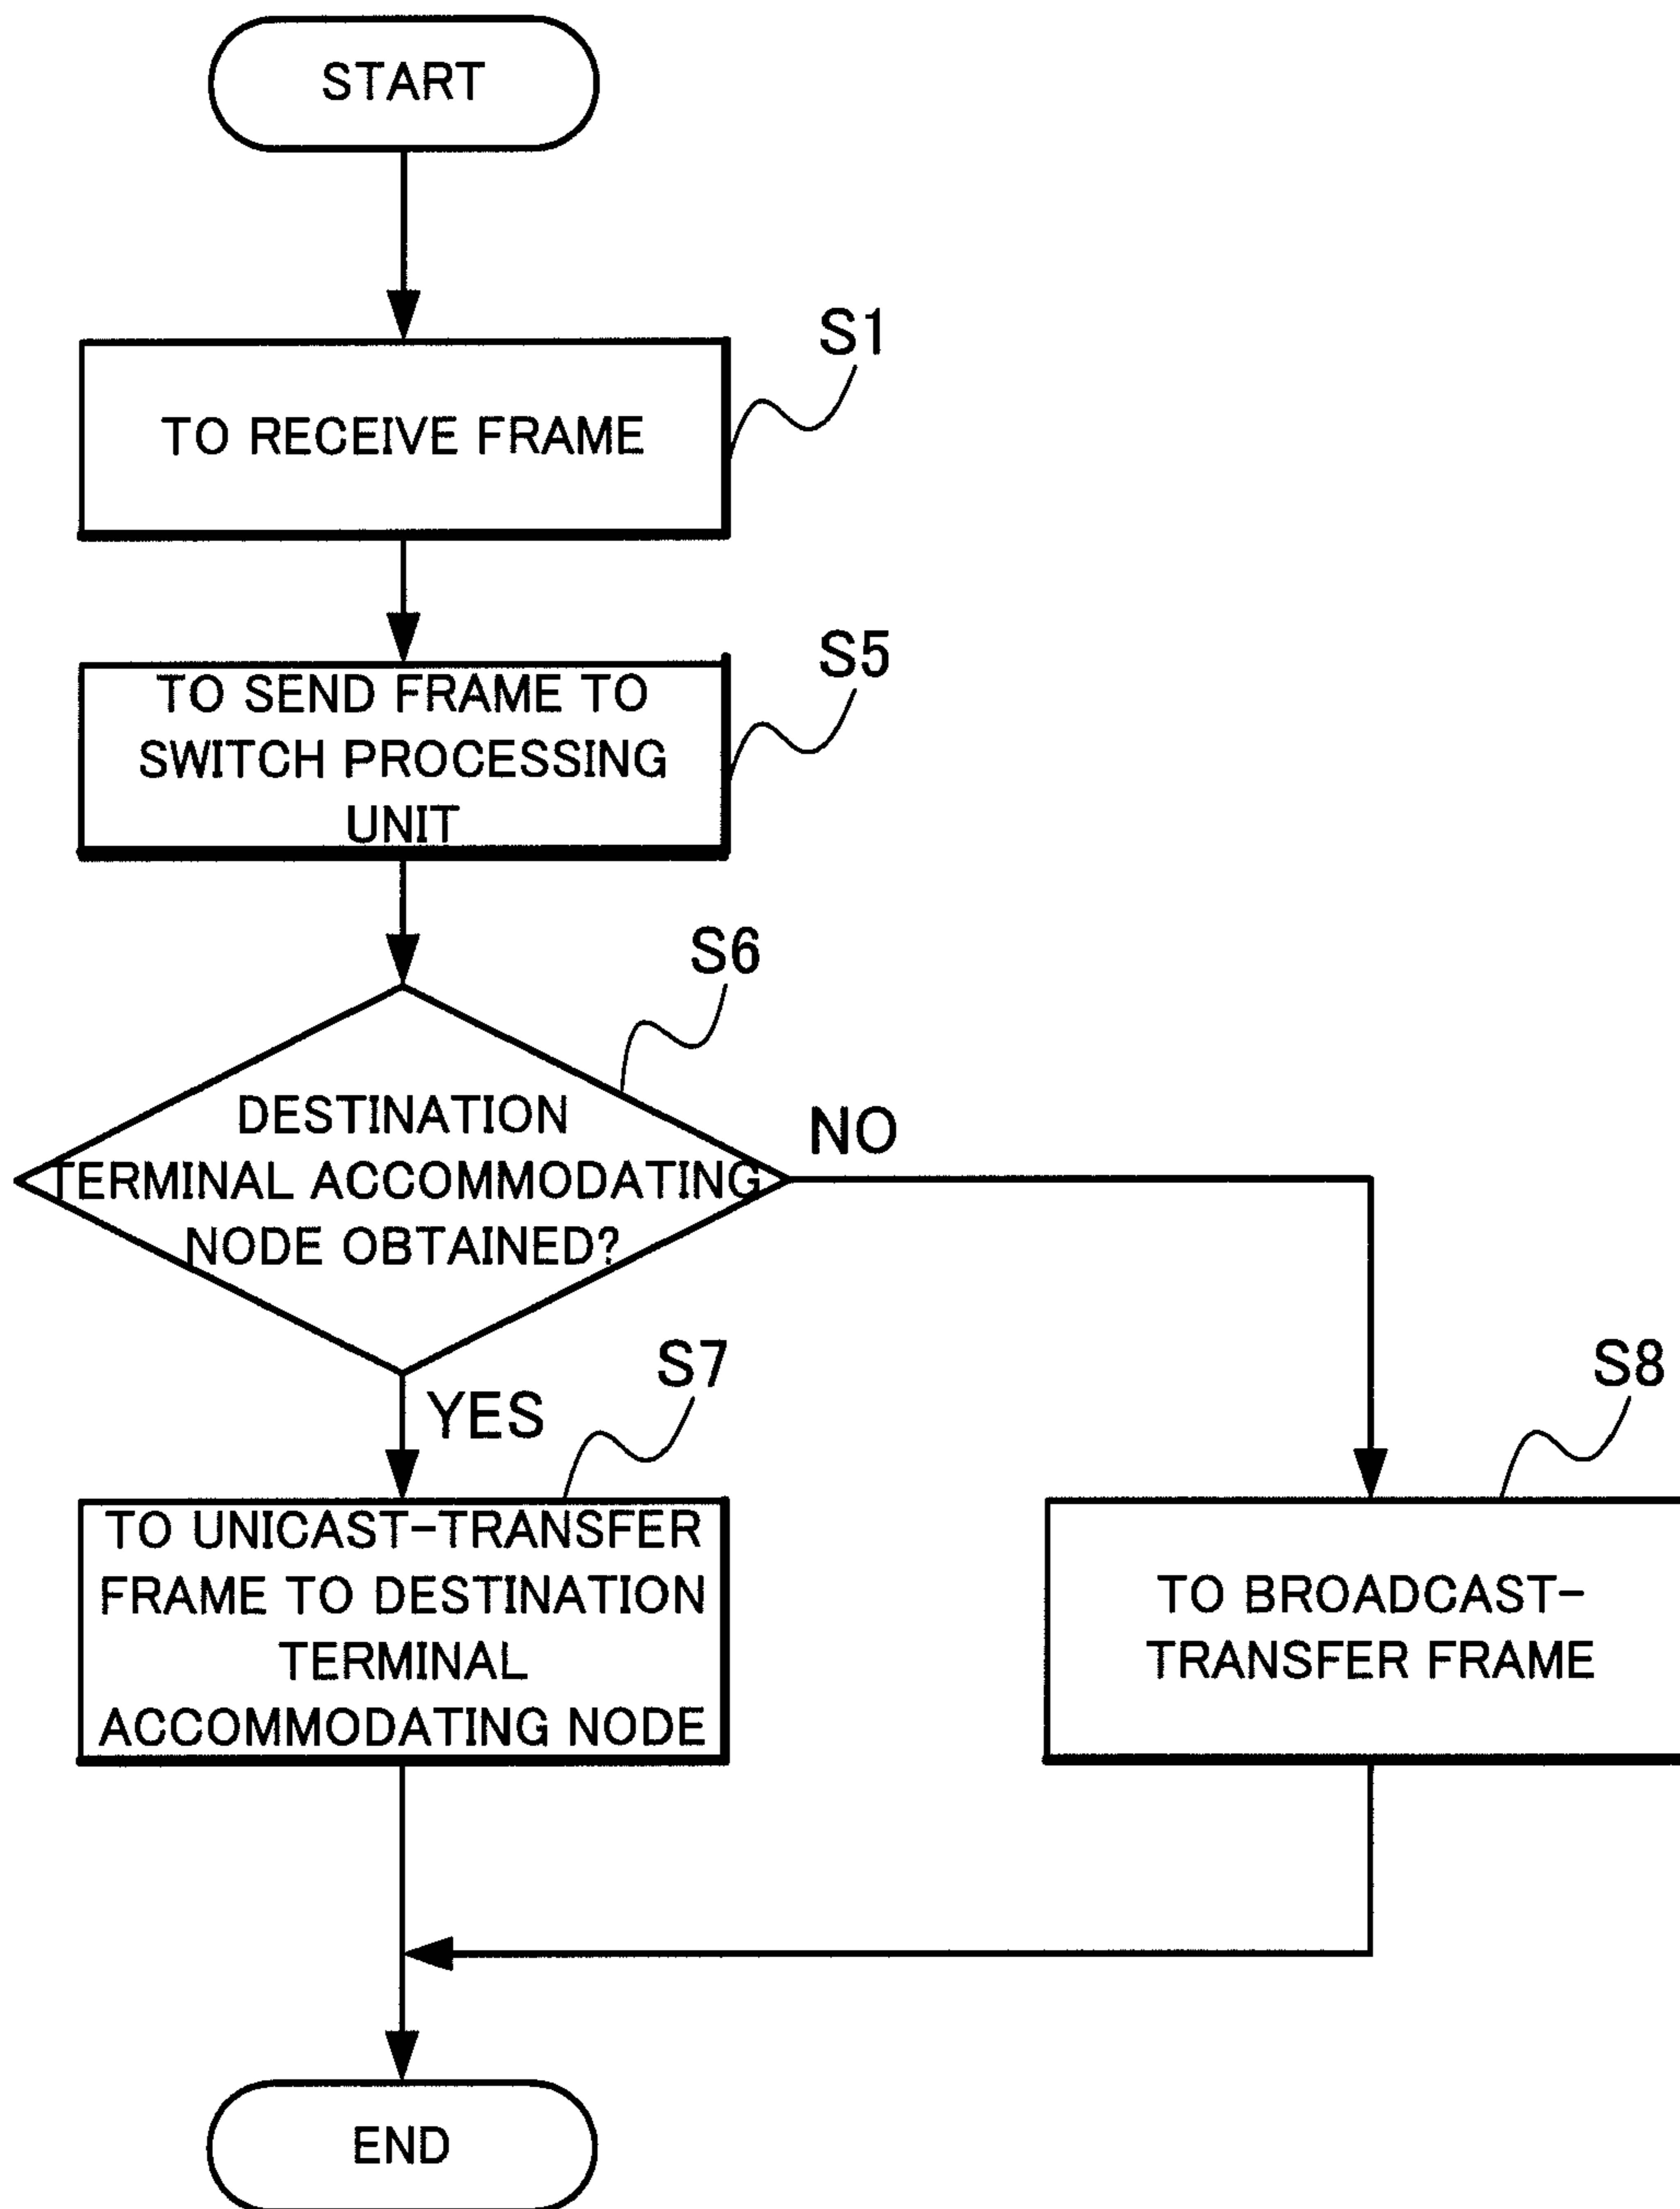 START
S1
TO RECEIVE FRAME
S5
TO SEND FRAME TO
SWITCH PROCESSING
UNIT
S6
DESTINATION
TERMINAL ACCOMMODATING
NODE OBTAINED?
NO
YES
S7
TO UNICAST-TRANSFER
FRAME TO DESTINATION
TERMINAL
ACCOMMODATING NODE
S8
TO BROADCAST-
TRANSFER FRAME
END